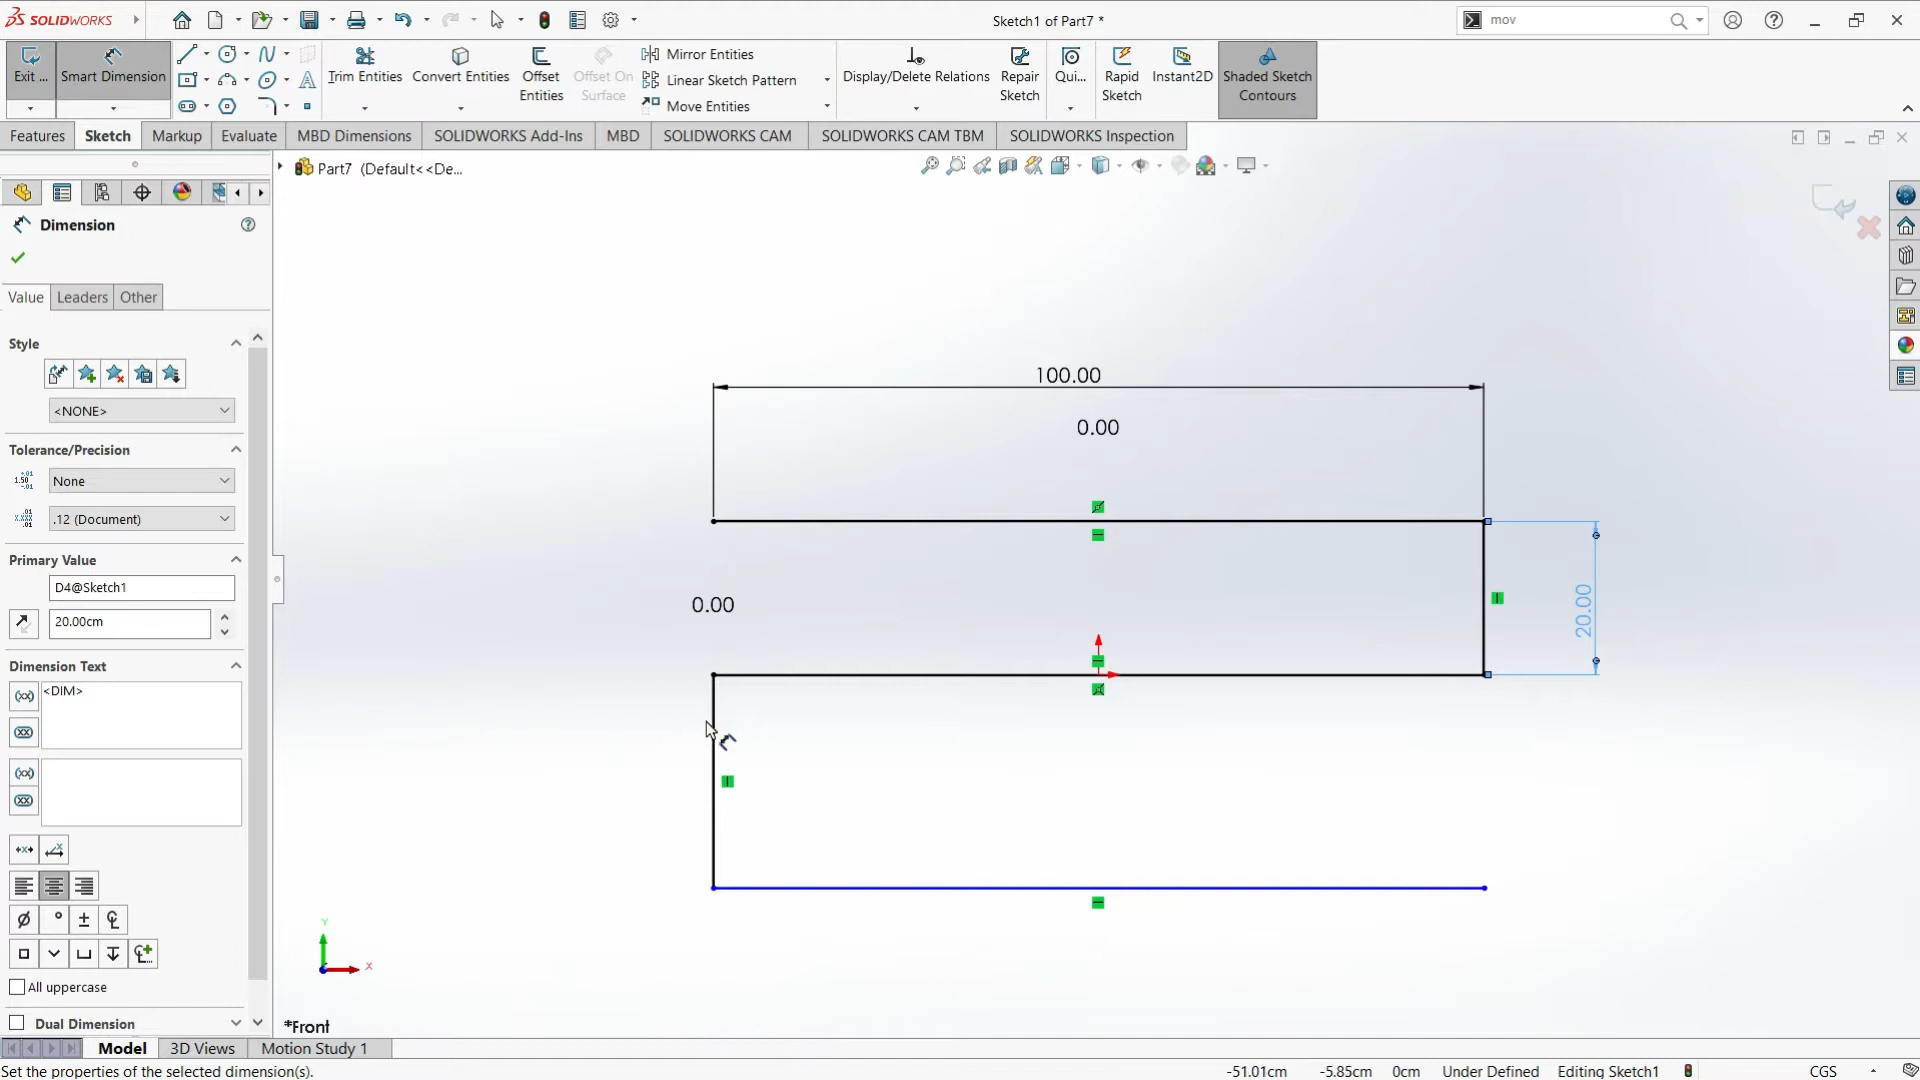 SOLIDWORKS
Sketch1 of Part7 *
mov
Exit ...
Smart Dimension
Trim Entities
Convert Entities
Offset
Entities
Offset On
Surface
Mirror Entities
Linear Sketch Pattern
Move Entities
Display/Delete Relations
Repair
Sketch
Qui...
Rapid
Sketch
Instant2D
Shaded Sketch
Contours
Features
Sketch
Markup
Evaluate
MBD Dimensions
SOLIDWORKS Add-Ins
MBD
SOLIDWORKS CAM
SOLIDWORKS CAM TBM
SOLIDWORKS Inspection
Part7 (Default<<De...
Dimension
Value
Leaders
Other
Style
<NONE>
Tolerance/Precision
None
.12 (Document)
Primary Value
D4@Sketch1
20.00cm
Dimension Text
<DIM>
All uppercase
Dual Dimension
100.00
0.00
0.00
20.00
Y
X
*Front
Model
3D Views
Motion Study 1
Set the properties of the selected dimension(s).
-51.01cm
-5.85cm
0cm
Under Defined
Editing Sketch1
CGS